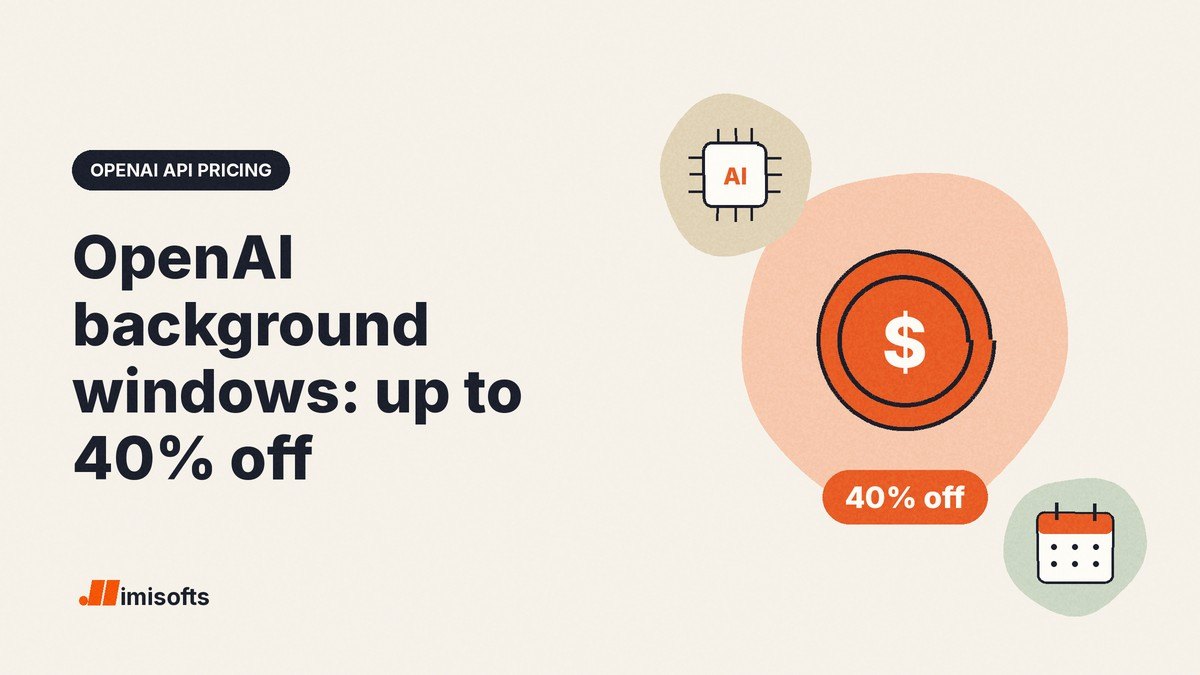 OPENAI API PRICING
OpenAI
background
windows: up to
40% off
AI
$
40% off
imisofts